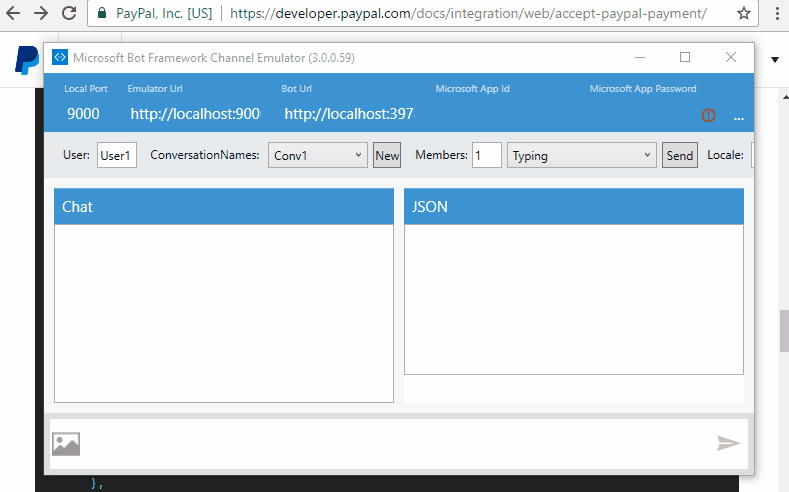 PayPal, Inc. [US] https://developer.paypal.com/docs/integration/web/accept-paypal-payment/
Microsoft Bot Framework Channel Emulator (3.0.0.59)
Local Port Emulator Url Bot Url Microsoft App Id Microsoft App Password
9000 http://localhost:900 http://localhost:397 ...
User: User1 ConversationNames: Conv1 New Members: 1 Typing Send Locale:
Chat JSON
},